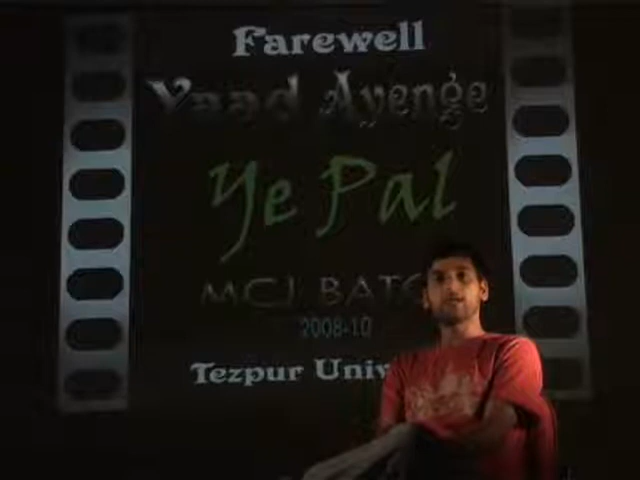 Farewell
Yaad Ayenge
Ye Pal
MCJ BATC
2008-10
Tezpur Univ